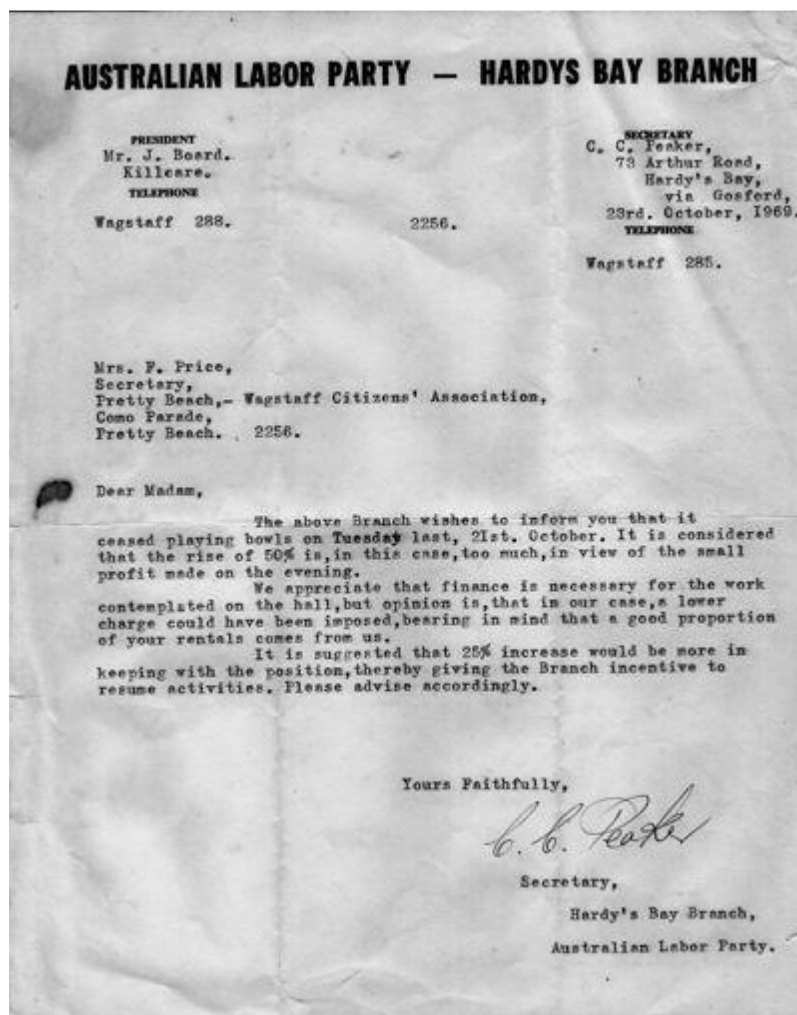 AUSTRALIAN LABOR PARTY — HARDYS BAY BRANCH
PRESIDENT
Mr. J. Board.
Killcare.
TELEPHONE
Wagstaff 288.
2256.
SECRETARY
C. C. Peaker,
73 Arthur Road,
Hardy's Bay,
via Gosford,
23rd. October, I969.
TELEPHONE
Wagstaff 285.
Mrs. F. Price,
Secretary,
Pretty Beach,- Wagstaff Citizens' Association,
Como Parade,
Pretty Beach. 2256.
Dear Madam,
The above Branch wishes to inform you that it
ceased playing bowls on Tuesday last, 2Ist. October. It is considered
that the rise of 50% is,in this case,too much,in view of the small
profit made on the evening.
We appreciate that finance is necessary for the work
contemplated on the hall,but opinion is,that in our case,a lower
charge could have been imposed,bearing in mind that a good proportion
of your rentals comes from us.
It is suggested that 25% increase would be more in
keeping with the position,thereby giving the Branch incentive to
resume activities. Please advise accordingly.
Yours Faithfully,
C. C. Peaker
Secretary,
Hardy's Bay Branch,
Australian Labor Party.